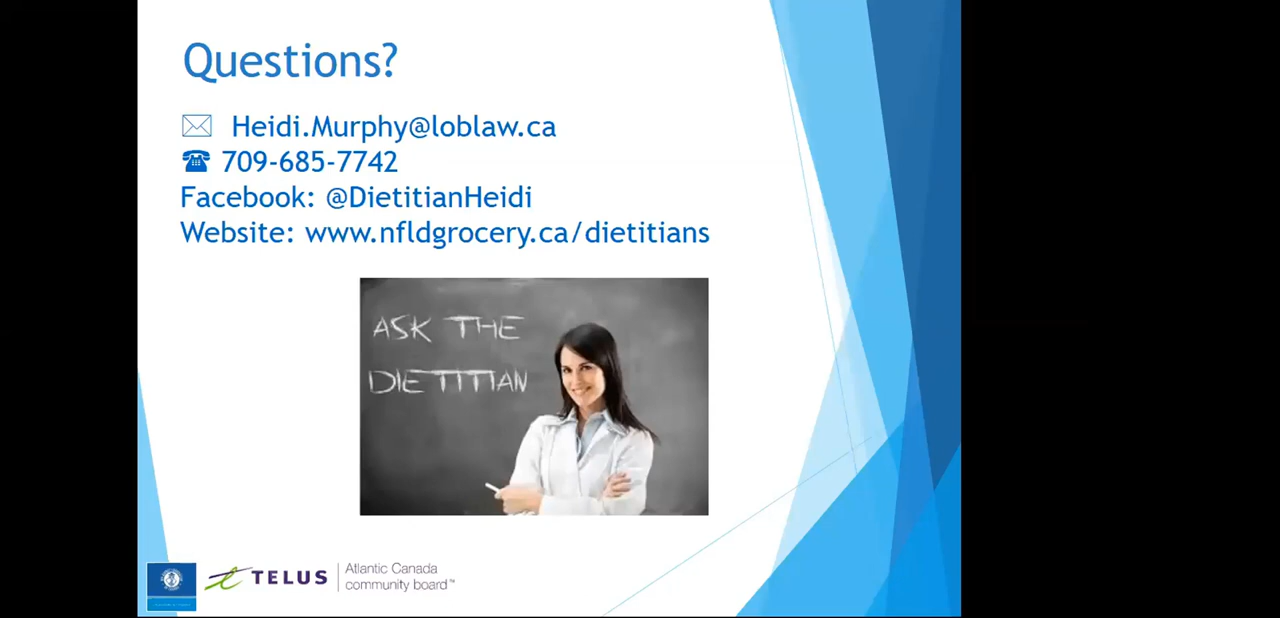 Questions?
Heidi.Murphy@loblaw.ca
709-685-7742
Facebook: @DietitianHeidi
Website: www.nfldgrocery.ca/dietitians
ASK THE
DIETITIAN
TELUS
Atlantic Canada
community board™